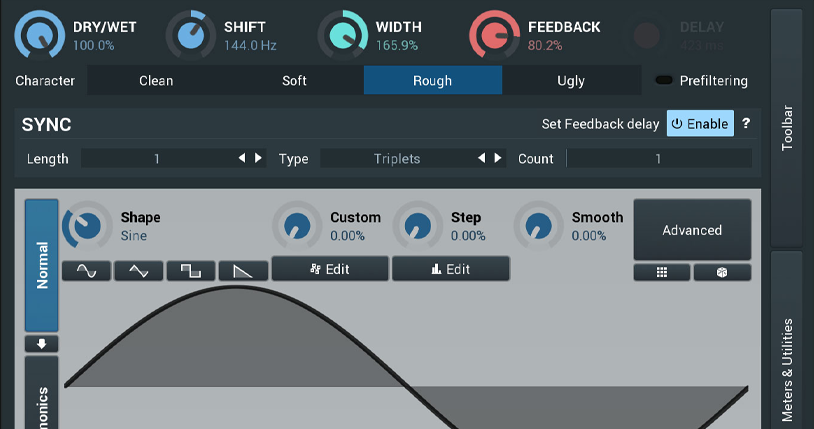 DRY/WET SHIFT WIDTH FEEDBACK DELAY
100.0% 144.0 Hz 165.9% 80.2% 423 ms
Character Clean Soft Rough Ugly Prefiltering
SYNC Set Feedback delay Enable ?
Length 1 Type Triplets Count 1
Shape Custom Step Smooth
Sine 0.00% 0.00% 0.00%
Advanced
Edit Edit
Normal
monics
Toolbar
Meters & Utilities